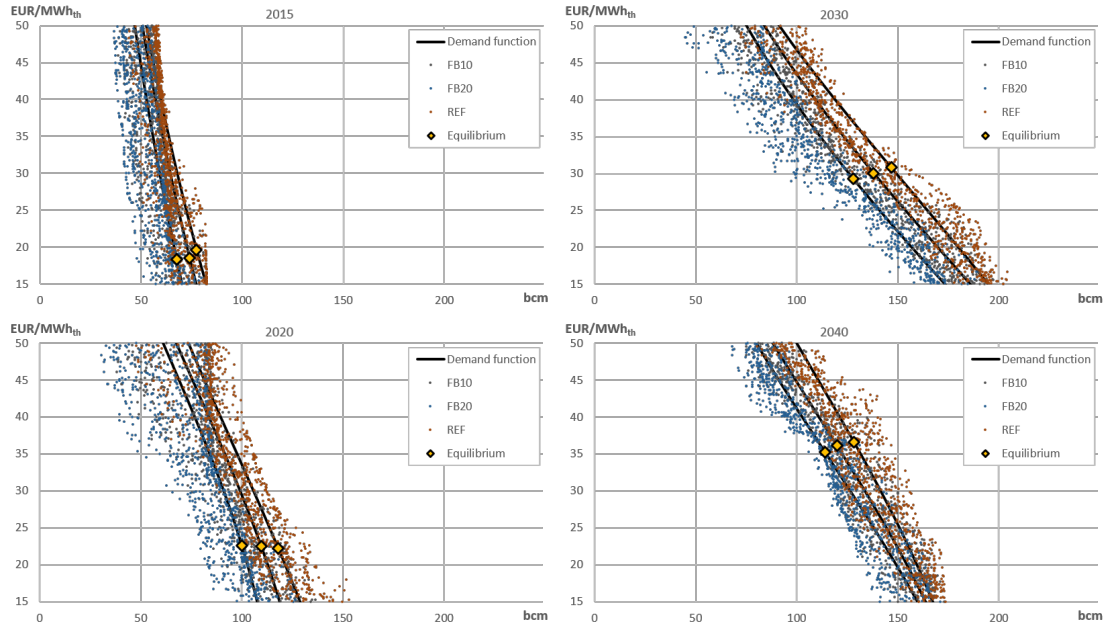 EUR/MWhth
2015
50
45
40
35
30
25
20
15
0
50
100
150
200
bcm
Demand function
FB10
FB20
REF
Equilibrium
EUR/MWhth
2030
50
45
40
35
30
25
20
15
0
50
100
150
200
bcm
Demand function
FB10
FB20
REF
Equilibrium
EUR/MWhth
2020
50
45
40
35
30
25
20
15
0
50
100
150
200
bcm
Demand function
FB10
FB20
REF
Equilibrium
EUR/MWhth
2040
50
45
40
35
30
25
20
15
0
50
100
150
200
bcm
Demand function
FB10
FB20
REF
Equilibrium